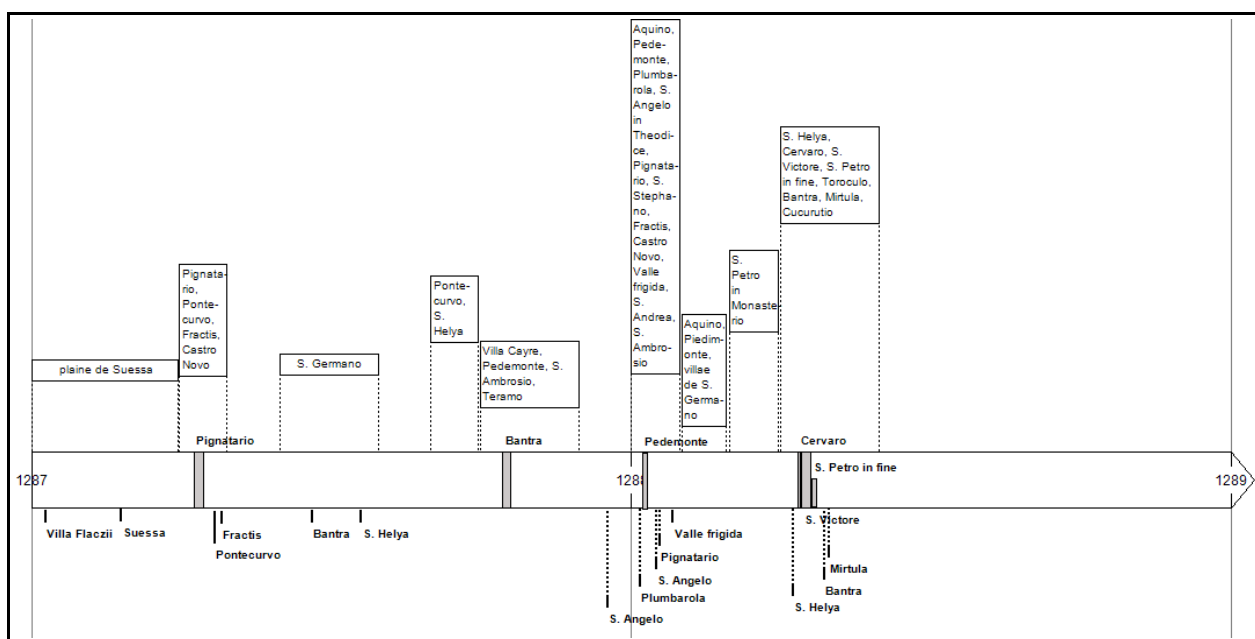 Aquino,
Pede-
monte,
Plumba-
rola, S.
Angelo
in
Theodi-
ce,
Pignata-
rio, S.
Stepha-
no,
Fractis,
Castro
Novo,
Valle
frigida,
S.
Andrea,
S.
Ambro-
sio
S. Helya,
Cervaro, S.
Victore, S. Petro
in fine, Toroculo,
Bantra, Mirtula,
Cucurutio
S.
Petro
in
Monaste-
rio
Pignata-
rio,
Ponte-
curvo,
Fractis,
Castro
Novo
Ponte-
curvo,
S.
Helya
Aquino,
Piedim-
onte,
villae
de S.
Germa-
no
Villa Cayre,
Pedemonte, S.
Ambrosio,
Teramo
S. Germano
plaine de Suessa
Pignatario
Bantra
Pedemonte
Cervaro
S. Petro in fine
1287
1288
1289
S. Victore
Villa Flaczii
Suessa
Fractis
Pontecurvo
Bantra
S. Helya
Valle frigida
Pignatario
S. Angelo
Plumbarola
S. Angelo
Mirtula
Bantra
S. Helya